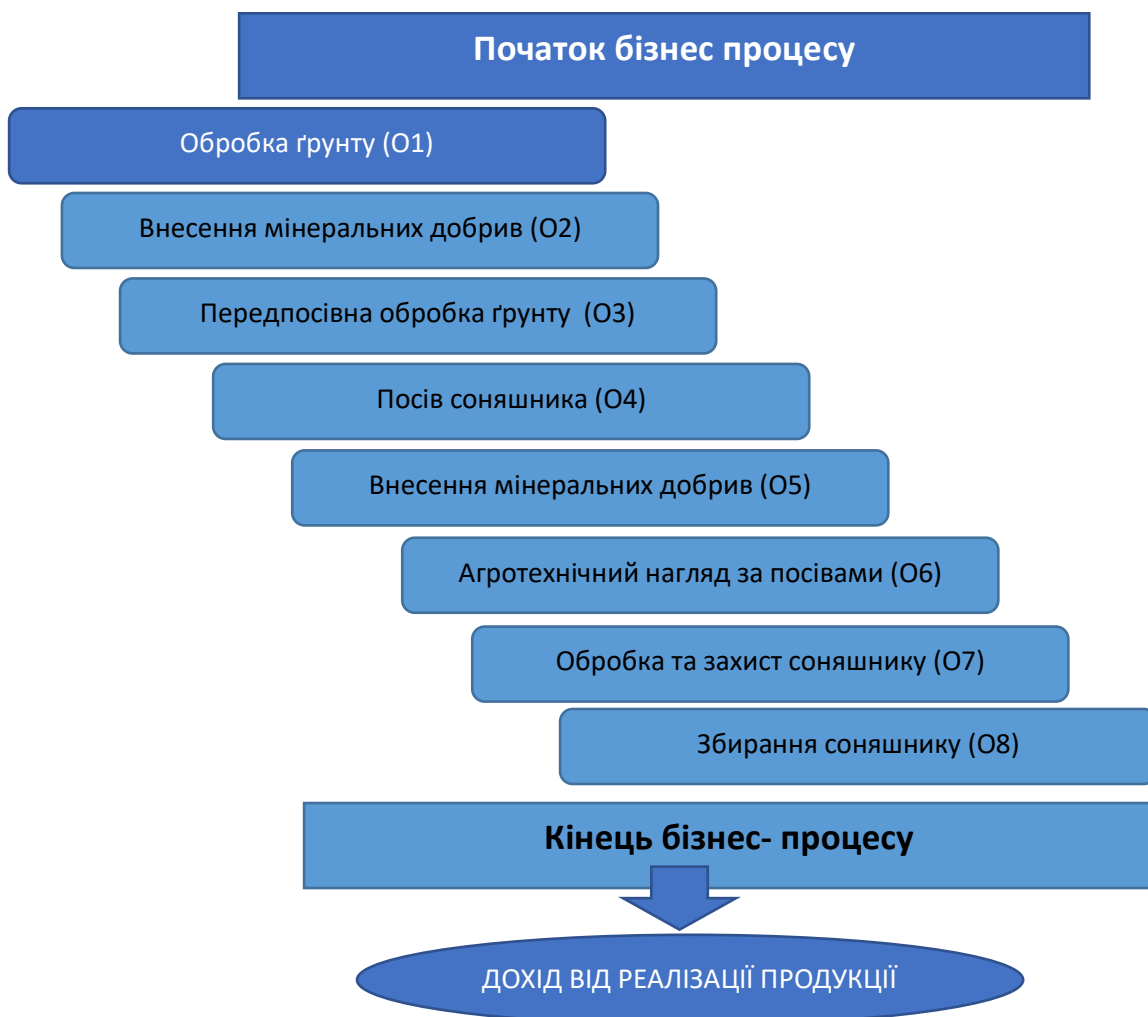 Початок бізнес процесу
Обробка ґрунту (О1)
Внесення мінеральних добрив (О2)
Передпосівна обробка ґрунту (О3)
Посів соняшника (О4)
Внесення мінеральних добрив (О5)
Агротехнічний нагляд за посівами (О6)
Обробка та захист соняшнику (О7)
Збирання соняшнику (О8)
Кінець бізнес- процесу
ДОХІД ВІД РЕАЛІЗАЦІЇ ПРОДУКЦІЇ